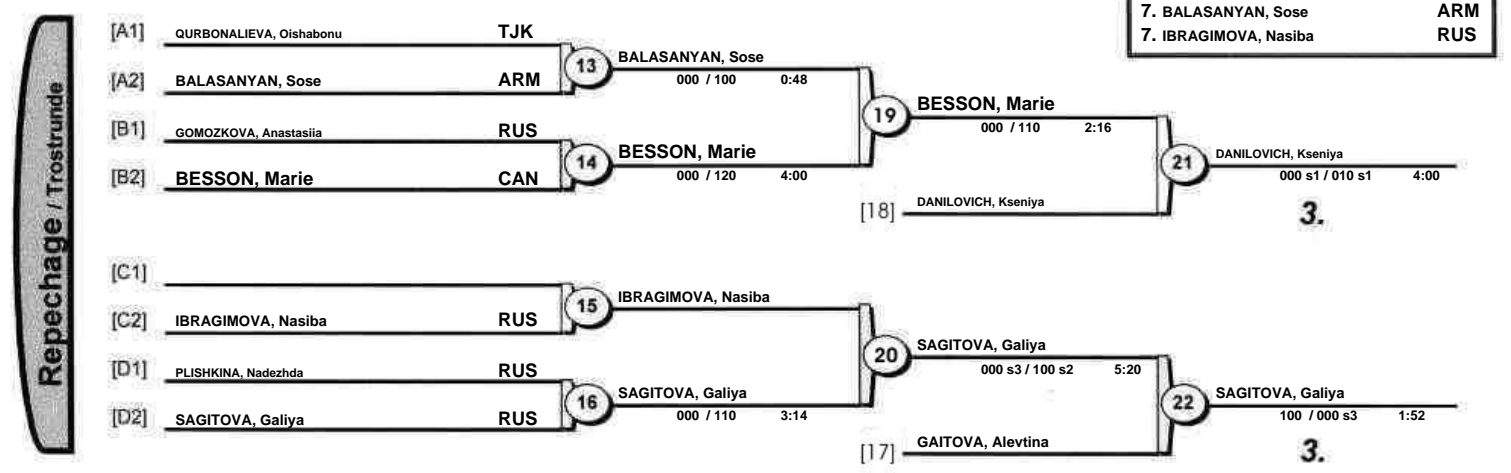 7. BALASANYAN, Sose ARM
7. IBRAGIMOVA, Nasiba RUS
Repechage / Trostrunde
[A1] QURBONALIEVA, Oishabonu TJK
13
BALASANYAN, Sose
000 / 100 0:48
[A2] BALASANYAN, Sose ARM
19
BESSON, Marie
000 / 110 2:16
[B1] GOMOZKOVA, Anastasiia RUS
14
BESSON, Marie
000 / 120 4:00
[B2] BESSON, Marie CAN
21
DANILOVICH, Kseniya
000 s1 / 010 s1 4:00
3.
[18] DANILOVICH, Kseniya
[C1]
15
IBRAGIMOVA, Nasiba
[C2] IBRAGIMOVA, Nasiba RUS
20
SAGITOVA, Galiya
000 s3 / 100 s2 5:20
[D1] PLISHKINA, Nadezhda RUS
16
SAGITOVA, Galiya
000 / 110 3:14
[D2] SAGITOVA, Galiya RUS
22
SAGITOVA, Galiya
100 / 000 s3 1:52
3.
[17] GAITOVA, Alevtina